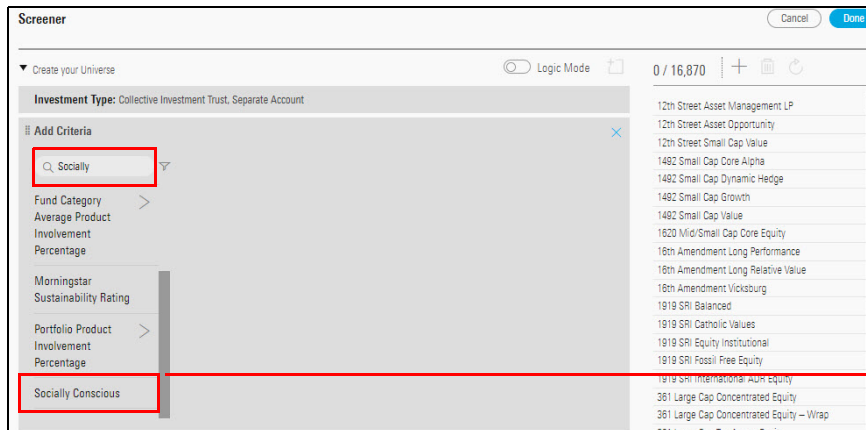 Screener
Cancel
Done
Create your Universe
Logic Mode
0 / 16,870
Investment Type: Collective Investment Trust, Separate Account
Add Criteria
Socially
Fund Category
Average Product
Involvement
Percentage
Morningstar
Sustainability Rating
Portfolio Product
Involvement
Percentage
Socially Conscious
12th Street Asset Management LP
12th Street Asset Opportunity
12th Street Small Cap Value
1492 Small Cap Core Alpha
1492 Small Cap Dynamic Hedge
1492 Small Cap Growth
1492 Small Cap Value
1620 Mid/Small Cap Core Equity
16th Amendment Long Performance
16th Amendment Long Relative Value
16th Amendment Vicksburg
1919 SRI Balanced
1919 SRI Catholic Values
1919 SRI Equity Institutional
1919 SRI Fossil Free Equity
1919 SRI International ADR Equity
361 Large Cap Concentrated Equity
361 Large Cap Concentrated Equity – Wrap